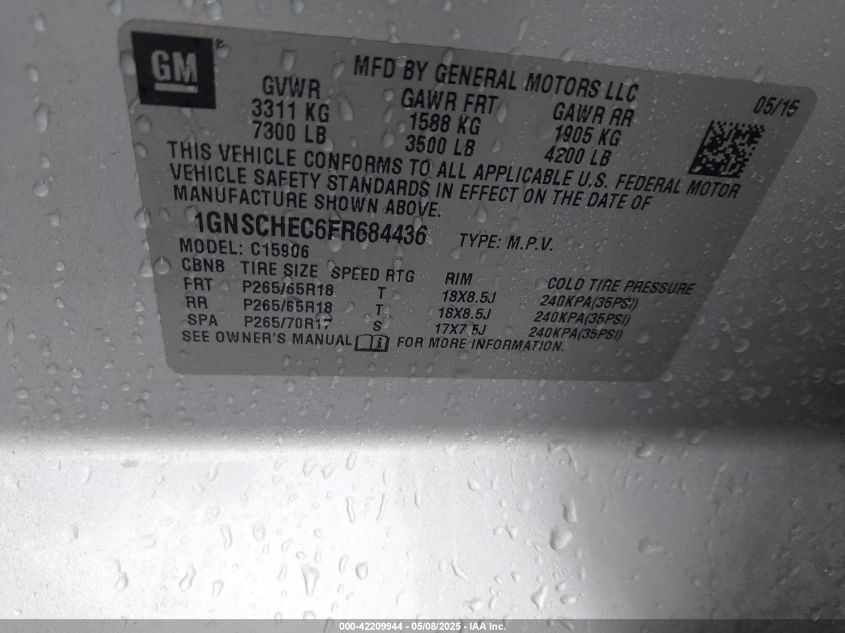 GM
MFD BY GENERAL MOTORS LLC
05/15
GVWR GAWR FRT GAWR RR
3311 KG 1588 KG 1905 KG
7300 LB 3500 LB 4200 LB
THIS VEHICLE CONFORMS TO ALL APPLICABLE U.S. FEDERAL MOTOR
VEHICLE SAFETY STANDARDS IN EFFECT ON THE DATE OF
MANUFACTURE SHOWN ABOVE.
1GNSCHEC6FR684436 TYPE: M.P.V.
MODEL: C15906
CBN8 TIRE SIZE SPEED RTG RIM COLD TIRE PRESSURE
FRT P265/65R18 T 18X8.5J 240KPA(35PSI)
RR P265/65R18 T 18X8.5J 240KPA(35PSI)
SPA P265/70R17 S 17X7.5J 240KPA(35PSI)
SEE OWNER'S MANUAL FOR MORE INFORMATION.
000-42209944 - 05/08/2025 - IAA Inc.